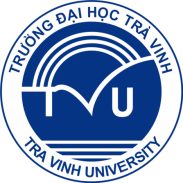 TRƯỜNG ĐẠI HỌC TRÀ VINH
TVU
TRA VINH UNIVERSITY